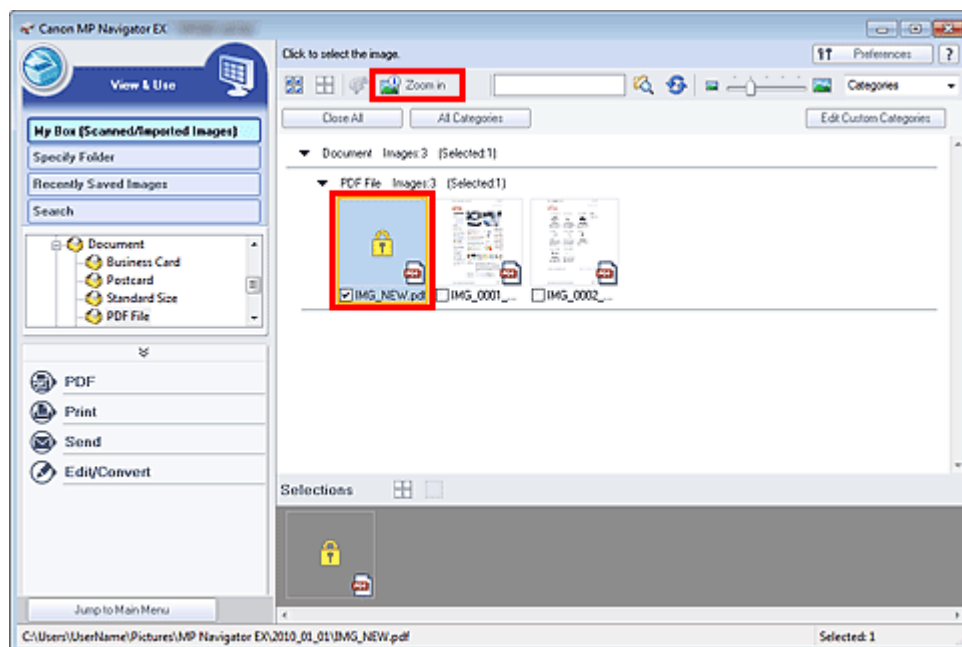 Canon MP Navigator EX
Click to select the image.
Preferences
?
View & Use
Zoom in
Categories
Close All
All Categories
Edit Custom Categories
My Box (Scanned/Imported Images)
Specify Folder
Recently Saved Images
Search
Document Images:3 (Selected:1)
PDF File Images:3 (Selected:1)
IMG_NEW.pdf
IMG_0001_...
IMG_0002_...
Document
Business Card
Postcard
Standard Size
PDF File
PDF
Print
Send
Edit/Convert
Selections
Jump to Main Menu
C:\Users\UserName\Pictures\MP Navigator EX\2010_01_01\IMG_NEW.pdf
Selected: 1